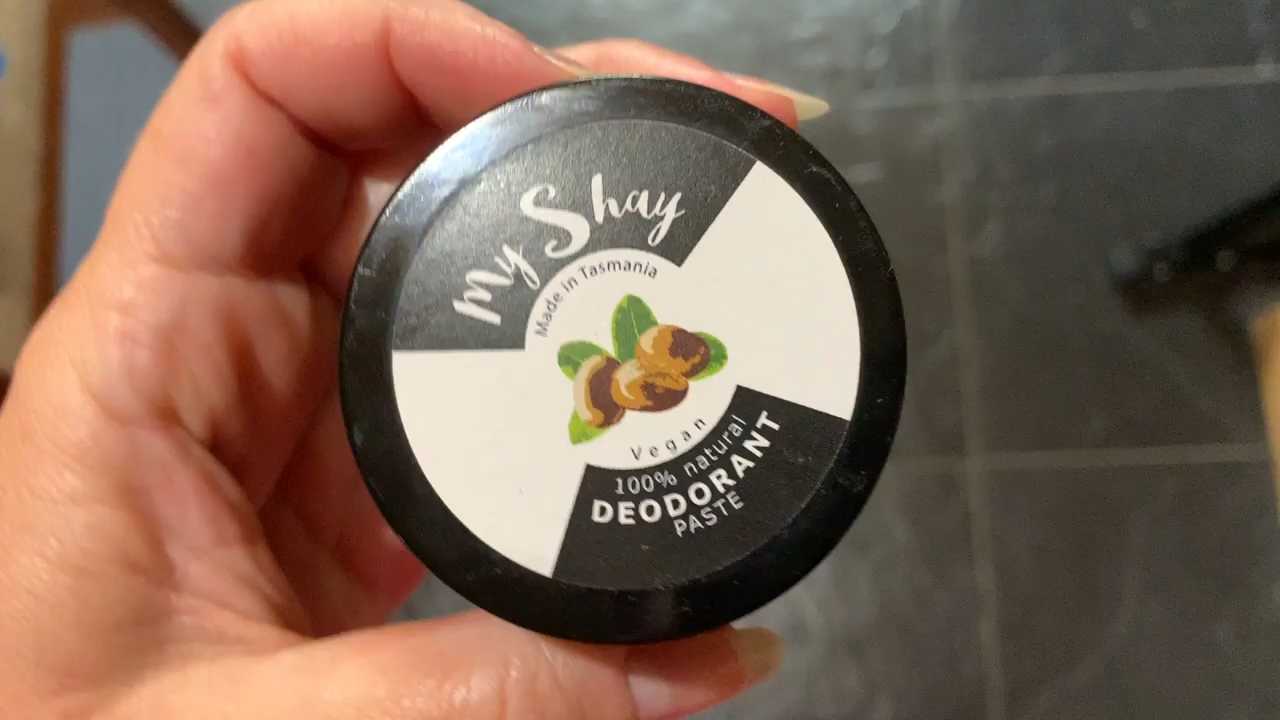 My Shay
Made in Tasmania
Vegan
100% natural
DEODORANT
PASTE